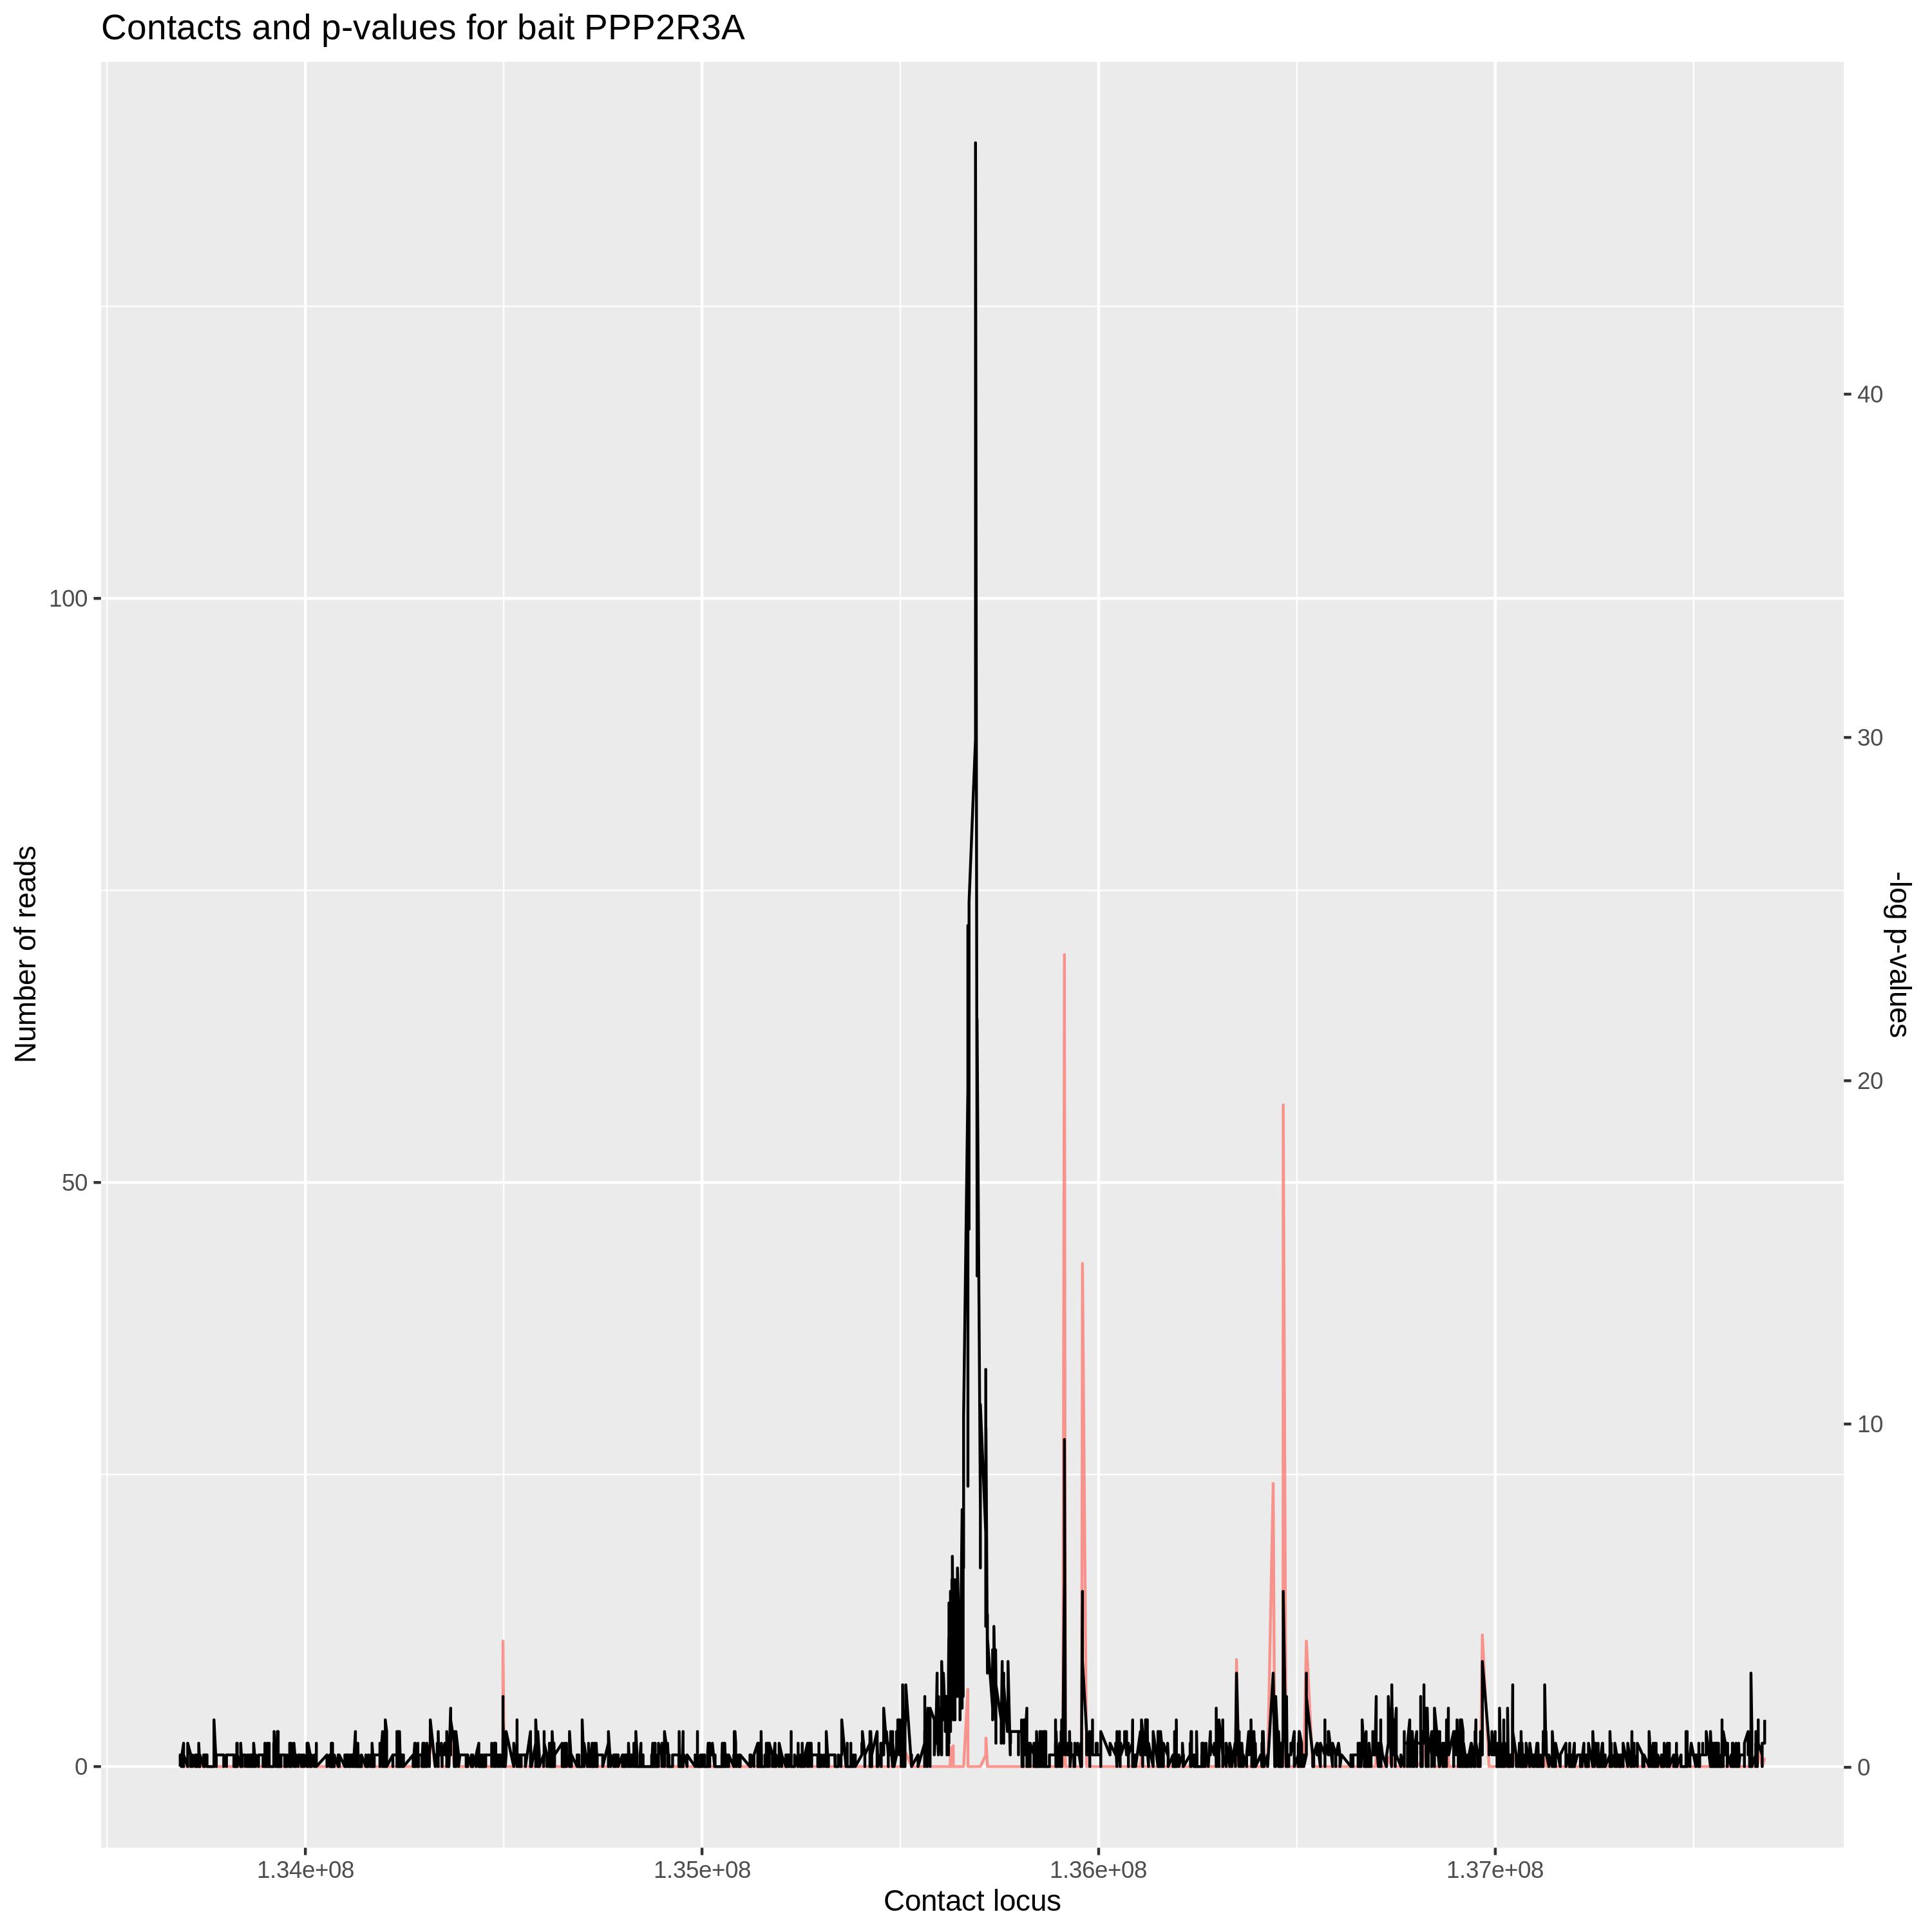 Contacts and p-values for bait PPP2R3A
Number of reads
100
50
0
40
30
20
10
0
-log p-values
1.34e+08
1.35e+08
1.36e+08
1.37e+08
Contact locus